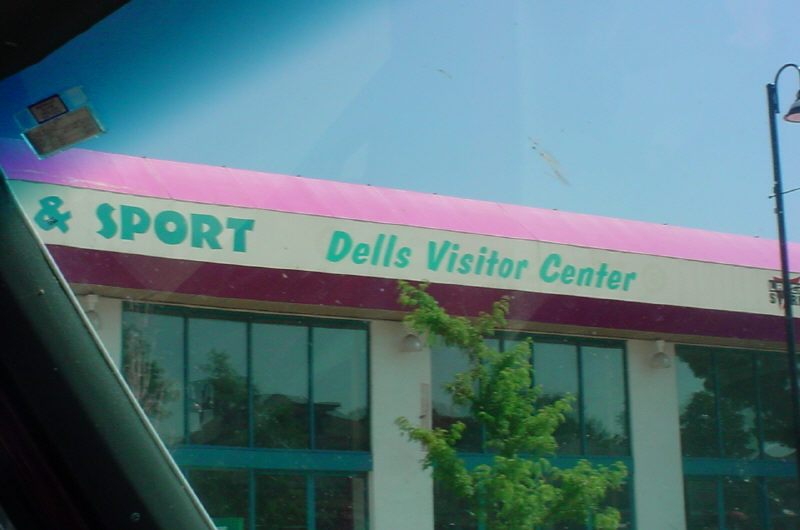 & SPORT
Dells Visitor Center